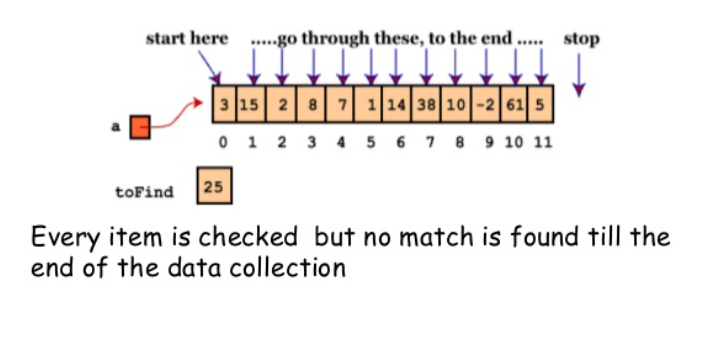 start here .....go through these, to the end ..... stop
3 15 2 8 7 1 14 38 10 -2 61 5
a
0 1 2 3 4 5 6 7 8 9 10 11
toFind 25
Every item is checked but no match is found till the
end of the data collection